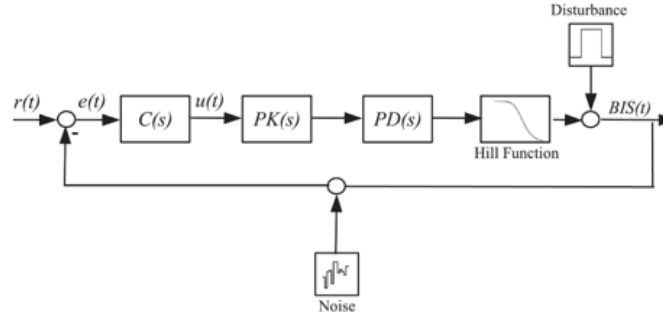 Disturbance
r(t)
e(t)
C(s)
u(t)
PK(s)
PD(s)
Hill Function
BIS(t)
-
Noise